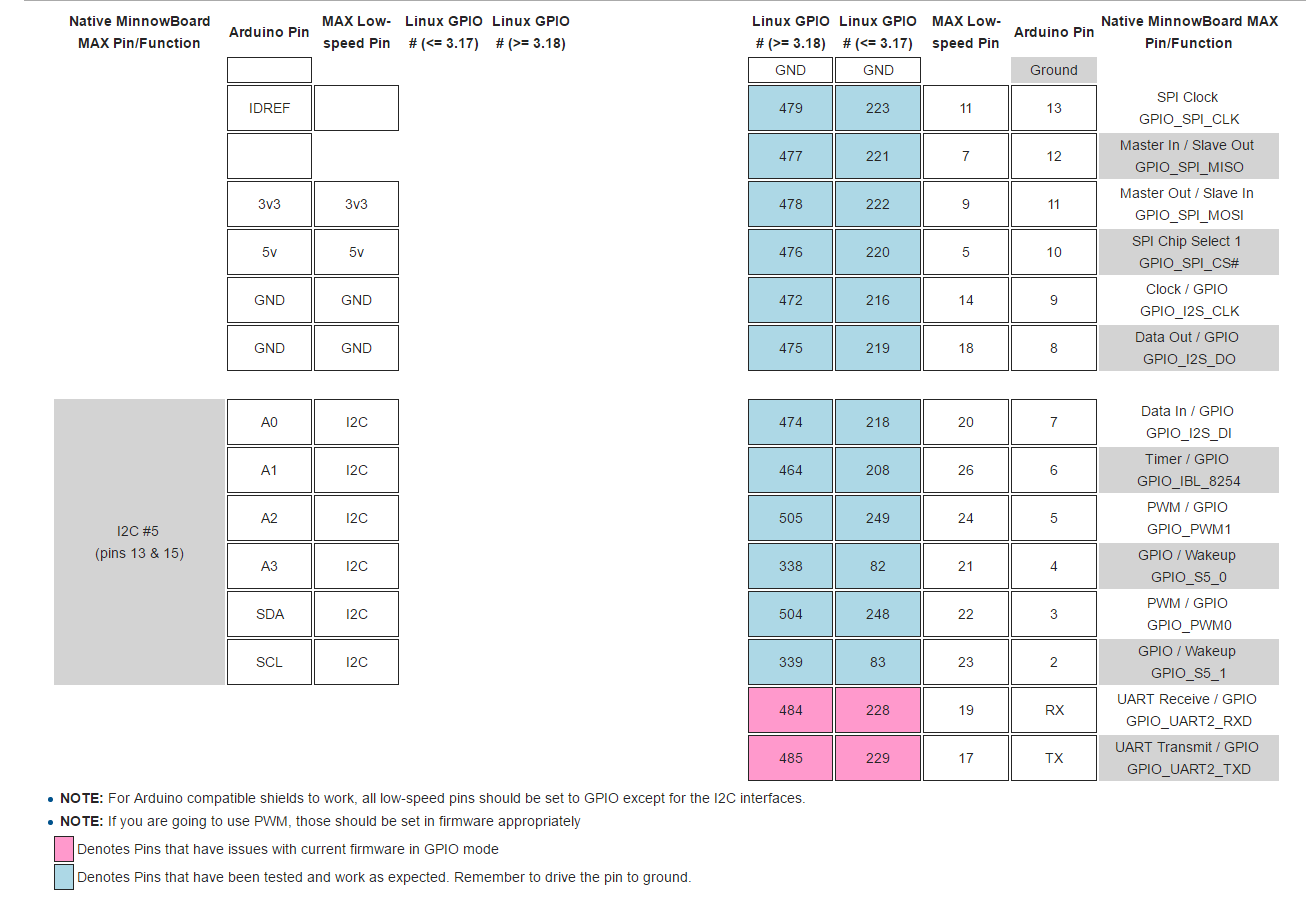 Native MinnowBoard MAX Pin/Function Arduino Pin MAX Low-speed Pin Linux GPIO # (<= 3.17) Linux GPIO # (>= 3.18) Linux GPIO # (>= 3.18) Linux GPIO # (<= 3.17) MAX Low-speed Pin Arduino Pin Native MinnowBoard MAX Pin/Function
GND GND Ground
IDREF 479 223 11 13 SPI Clock GPIO_SPI_CLK
477 221 7 12 Master In / Slave Out GPIO_SPI_MISO
3v3 3v3 478 222 9 11 Master Out / Slave In GPIO_SPI_MOSI
5v 5v 476 220 5 10 SPI Chip Select 1 GPIO_SPI_CS#
GND GND 472 216 14 9 Clock / GPIO GPIO_I2S_CLK
GND GND 475 219 18 8 Data Out / GPIO GPIO_I2S_DO
I2C #5 (pins 13 & 15)
A0 I2C 474 218 20 7 Data In / GPIO GPIO_I2S_DI
A1 I2C 464 208 26 6 Timer / GPIO GPIO_IBL_8254
A2 I2C 505 249 24 5 PWM / GPIO GPIO_PWM1
A3 I2C 338 82 21 4 GPIO / Wakeup GPIO_S5_0
SDA I2C 504 248 22 3 PWM / GPIO GPIO_PWM0
SCL I2C 339 83 23 2 GPIO / Wakeup GPIO_S5_1
484 228 19 RX UART Receive / GPIO GPIO_UART2_RXD
485 229 17 TX UART Transmit / GPIO GPIO_UART2_TXD
NOTE: For Arduino compatible shields to work, all low-speed pins should be set to GPIO except for the I2C interfaces.
NOTE: If you are going to use PWM, those should be set in firmware appropriately
Denotes Pins that have issues with current firmware in GPIO mode
Denotes Pins that have been tested and work as expected. Remember to drive the pin to ground.